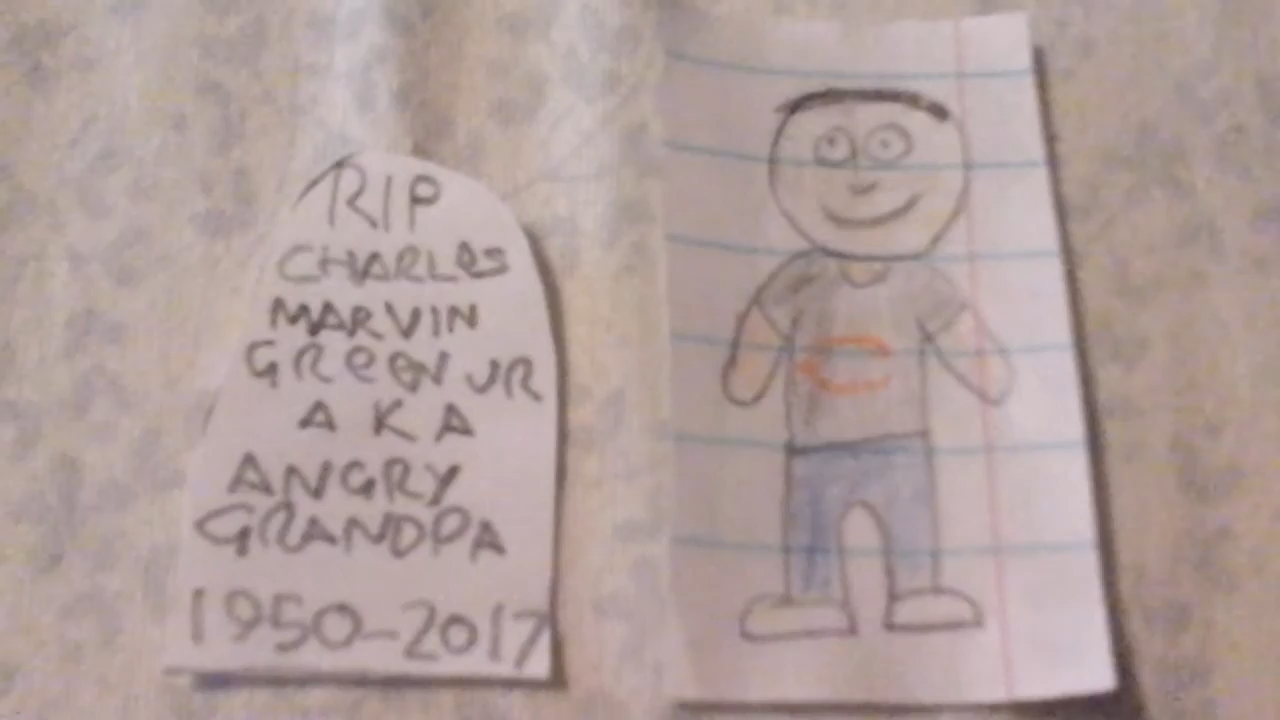 RIP
CHARLES
MARVIN
GREEN JR
A K A
ANGRY
GRANDPA
1950-2017
C